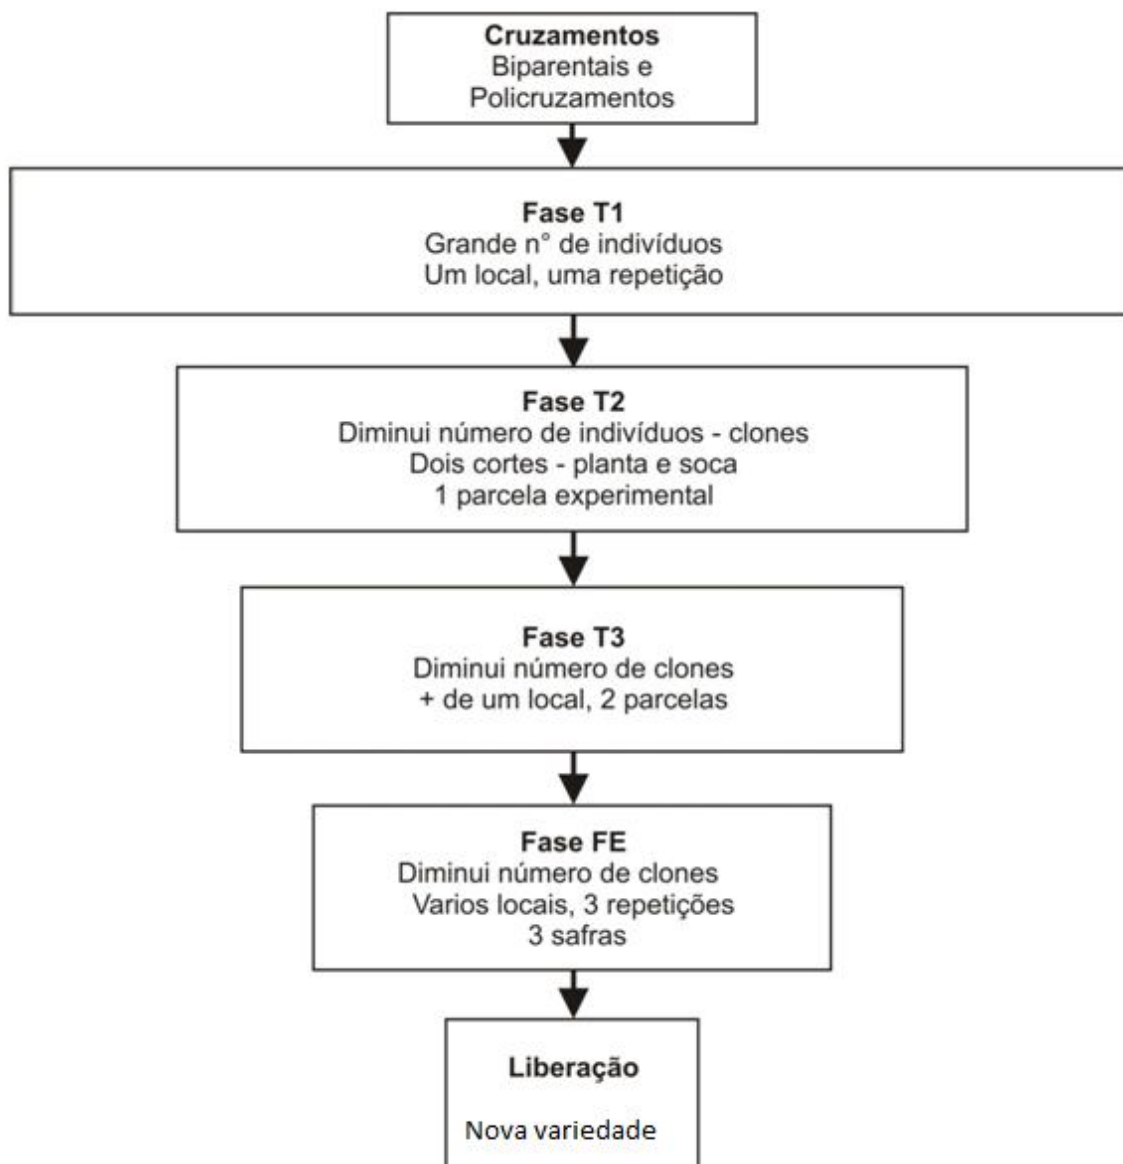 Cruzamentos
Biparentais e
Policruzamentos
Fase T1
Grande n° de indivíduos
Um local, uma repetição
Fase T2
Diminui número de indivíduos - clones
Dois cortes - planta e soca
1 parcela experimental
Fase T3
Diminui número de clones
+ de um local, 2 parcelas
Fase FE
Diminui número de clones
Varios locais, 3 repetições
3 safras
Liberação
Nova variedade